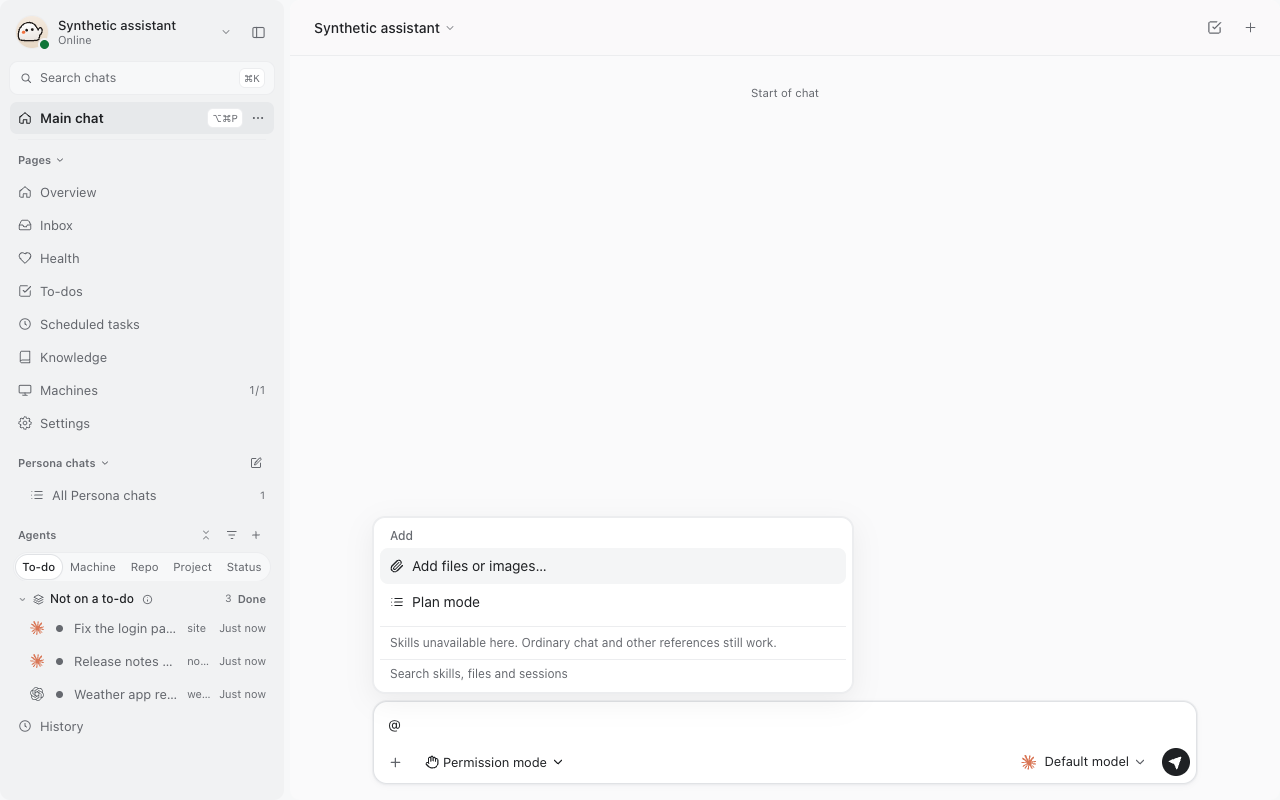 Synthetic assistant
Online
Search chats ⌘K
Main chat ⌥⌘P
Pages
Overview
Inbox
Health
To-dos
Scheduled tasks
Knowledge
Machines 1/1
Settings
Persona chats
All Persona chats 1
Agents
To-do Machine Repo Project Status
Not on a to-do 3 Done
Fix the login pa... site Just now
Release notes ... no... Just now
Weather app re... we... Just now
History
Synthetic assistant
Start of chat
Add
Add files or images...
Plan mode
Skills unavailable here. Ordinary chat and other references still work.
Search skills, files and sessions
@
Permission mode
Default model